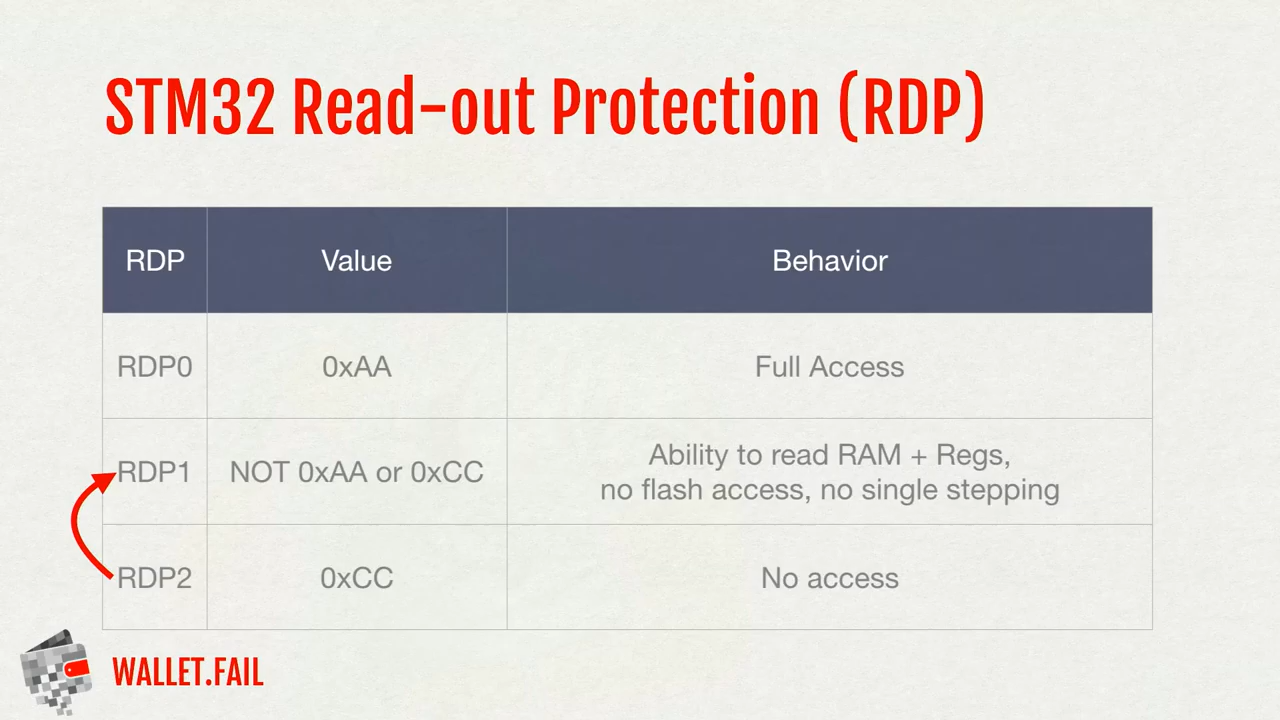 STM32 Read-out Protection (RDP)
RDP Value Behavior
RDP0 0xAA Full Access
RDP1 NOT 0xAA or 0xCC Ability to read RAM + Regs,
no flash access, no single stepping
RDP2 0xCC No access
WALLET.FAIL